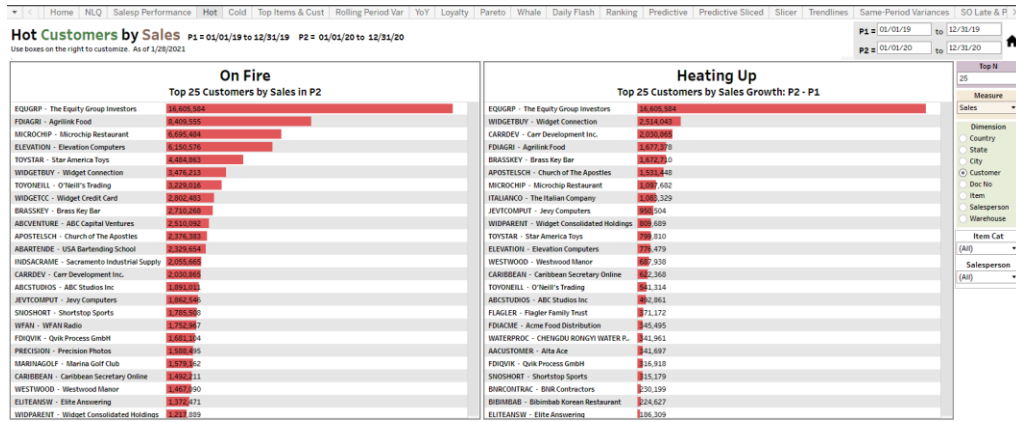 Home NLQ Salesp Performance Hot Cold Top Items & Cust Rolling Period Var YoY Loyalty Pareto Whale Daily Flash Ranking Predictive Predictive Sliced Slicer Trendlines Same-Period Variances SO Late & P.
Hot Customers by Sales P1 = 01/01/19 to 12/31/19 P2 = 01/01/20 to 12/31/20
Use boxes on the right to customize. As of 1/28/2021
P1 = 01/01/19 to 12/31/19
P2 = 01/01/20 to 12/31/20
On Fire
Top 25 Customers by Sales in P2
EQUGRP - The Equity Group Investors 16,605,584
FDIAGRI - Agrilink Food 8,409,555
MICROCHIP - Microchip Restaurant 6,695,484
ELEVATION - Elevation Computers 6,150,576
TOYSTAR - Star America Toys 4,484,863
WIDGETBUY - Widget Connection 3,476,213
TOYONEILL - O'Neill's Trading 3,229,016
WIDGETCC - Widget Credit Card 2,802,483
BRASSKEY - Brass Key Bar 2,710,268
ABCVENTURE - ABC Capital Ventures 2,510,092
APOSTELSCH - Church of The Apostles 2,376,383
ABARTENDE - USA Bartending School 2,329,654
INDSACRAME - Sacramento Industrial Supply 2,055,665
CARRDEV - Carr Development Inc. 2,030,865
ABCSTUDIOS - ABC Studios Inc 1,891,011
JEVTCOMPUT - Jevy Computers 1,862,546
SNOSHORT - Shortstop Sports 1,785,508
WFAN - WFAN Radio 1,752,967
FDIQVIK - Qvik Process GmbH 1,681,104
PRECISION - Precision Photos 1,588,495
MARINAGOLF - Marina Golf Club 1,579,162
CARIBBEAN - Caribbean Secretary Online 1,492,211
WESTWOOD - Westwood Manor 1,467,090
ELITEANSW - Elite Answering 1,372,471
WIDPARENT - Widget Consolidated Holdings 1,217,889
Heating Up
Top 25 Customers by Sales Growth: P2 - P1
EQUGRP - The Equity Group Investors 16,605,584
WIDGETBUY - Widget Connection 2,514,043
CARRDEV - Carr Development Inc. 2,030,865
FDIAGRI - Agrilink Food 1,677,378
BRASSKEY - Brass Key Bar 1,672,710
APOSTELSCH - Church of The Apostles 1,531,448
MICROCHIP - Microchip Restaurant 1,097,682
ITALIANCO - The Italian Company 1,083,329
JEVTCOMPUT - Jevy Computers 950,504
WIDPARENT - Widget Consolidated Holdings 809,689
TOYSTAR - Star America Toys 799,810
ELEVATION - Elevation Computers 776,479
WESTWOOD - Westwood Manor 687,938
CARIBBEAN - Caribbean Secretary Online 622,368
TOYONEILL - O'Neill's Trading 541,314
ABCSTUDIOS - ABC Studios Inc 402,861
FLAGLER - Flagler Family Trust 371,172
FDIACME - Acme Food Distribution 345,495
WATERPROC - CHENGDU RONGYI WATER P.. 341,961
AACUSTOMER - Alta Ace 341,697
FDIQVIK - Qvik Process GmbH 316,918
SNOSHORT - Shortstop Sports 315,179
BNRCONTRAC - BNR Contractors 230,199
BIBIMBAB - Bibimbab Korean Restaurant 224,627
ELITEANSW - Elite Answering 186,309
Top N
25
Measure
Sales
Dimension
Country
State
City
Customer
Doc No
Item
Salesperson
Warehouse
Item Cat
(All)
Salesperson
(All)